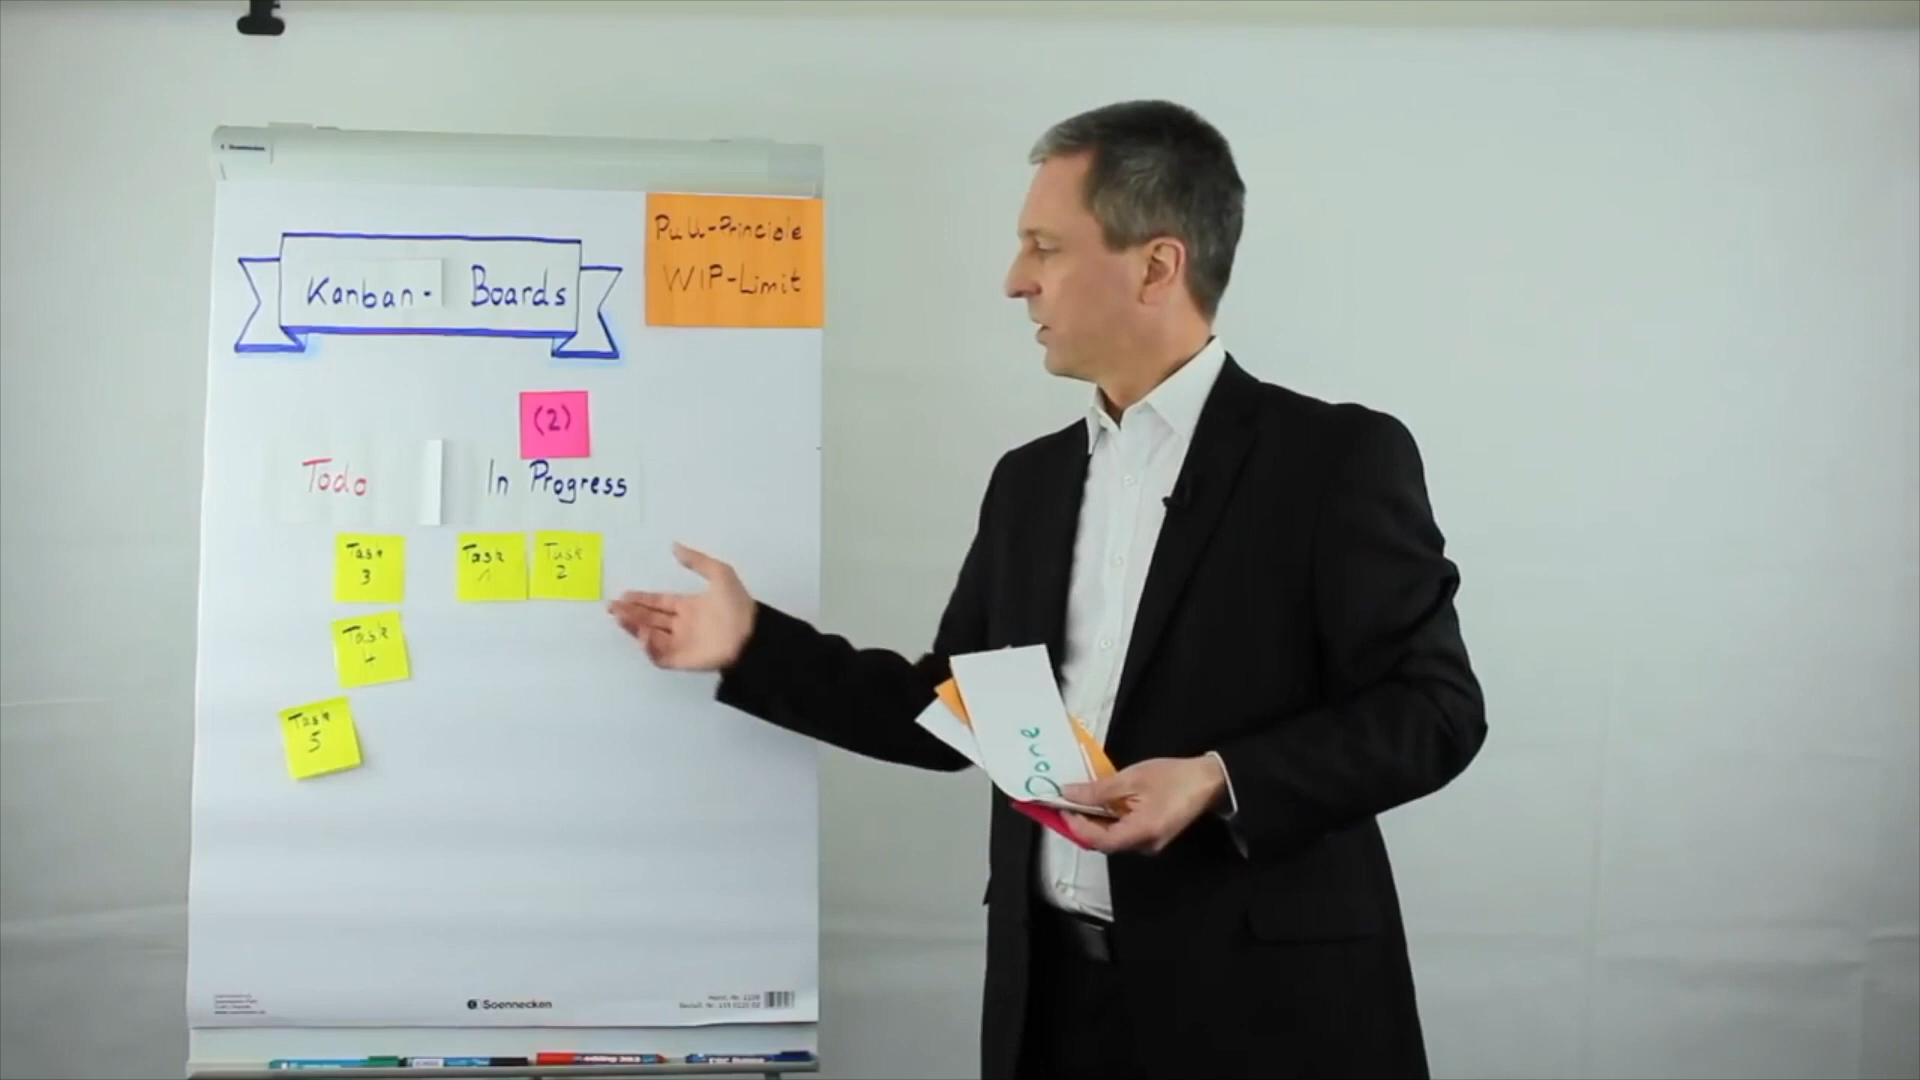 Soennecken
Pull-Principle
WIP-Limit
Kanban- Boards
(2)
Todo
In Progress
Task
3
Task
1
Task
2
Task
4
Task
5
Done
Soennecken